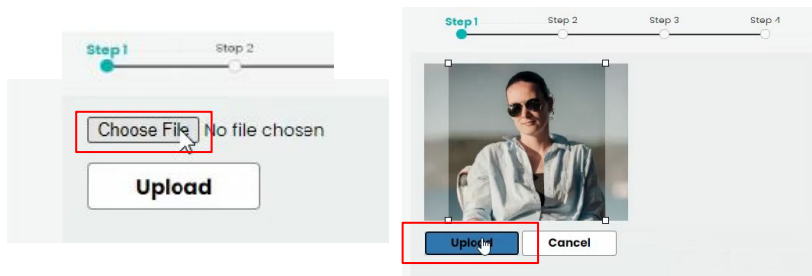 Step 1 Step 2
Choose File No file chosen
Upload
Step 1 Step 2 Step 3 Step 4
Upload Cancel